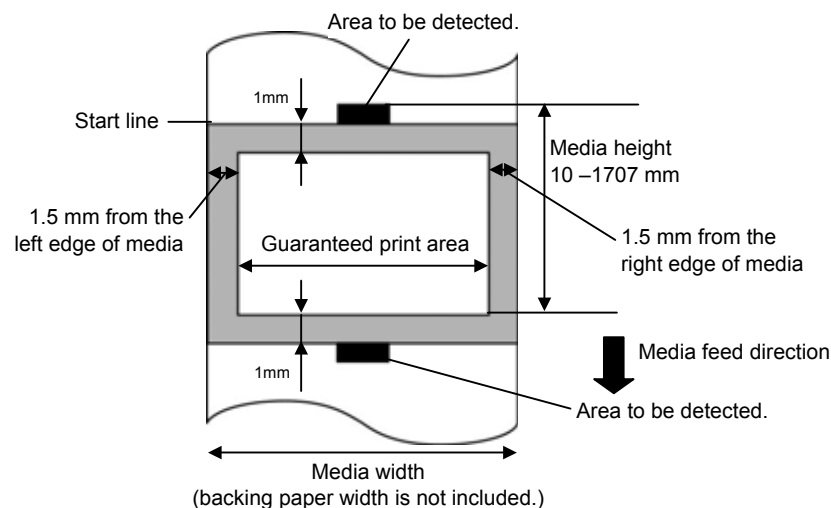 Area to be detected.
1mm
Start line
Media height
10 –1707 mm
1.5 mm from the
left edge of media
Guaranteed print area
1.5 mm from the
right edge of media
1mm
Media feed direction
Area to be detected.
Media width
(backing paper width is not included.)